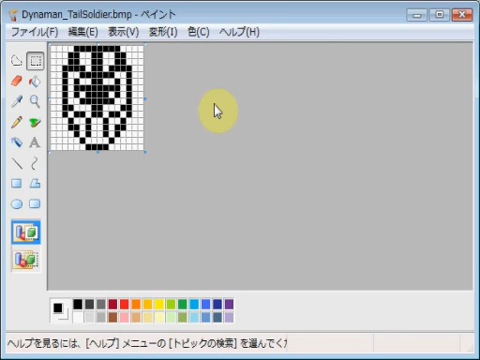 Dynaman_TailSoldier.bmp - ペイント
ファイル(F) 編集(E) 表示(V) 変形(I) 色(C) ヘルプ(H)
A
ヘルプを見るには、[ヘルプ] メニューの [トピックの検索] を選んでくだ